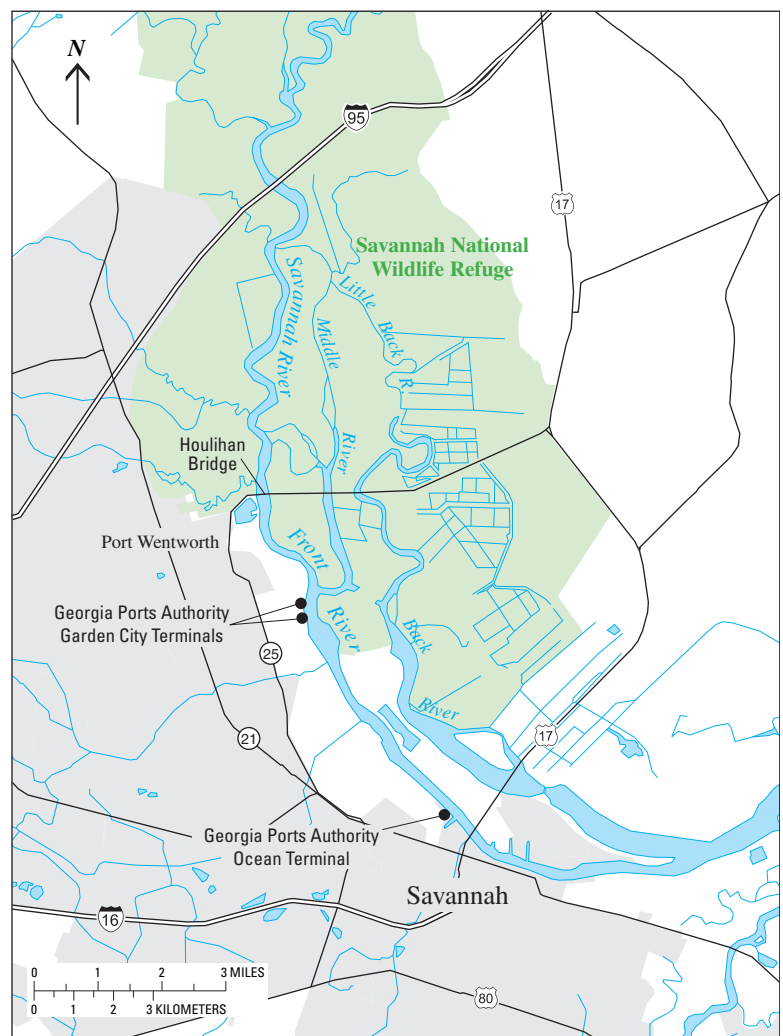 N
95
17
Savannah National
Wildlife Refuge
Savannah River
Little Back R.
Middle River
Houlihan
Bridge
Port Wentworth
Front River
Georgia Ports Authority
Garden City Terminals
25
Back River
21
17
Georgia Ports Authority
Ocean Terminal
Savannah
16
0 1 2 3 MILES
0 1 2 3 KILOMETERS
80